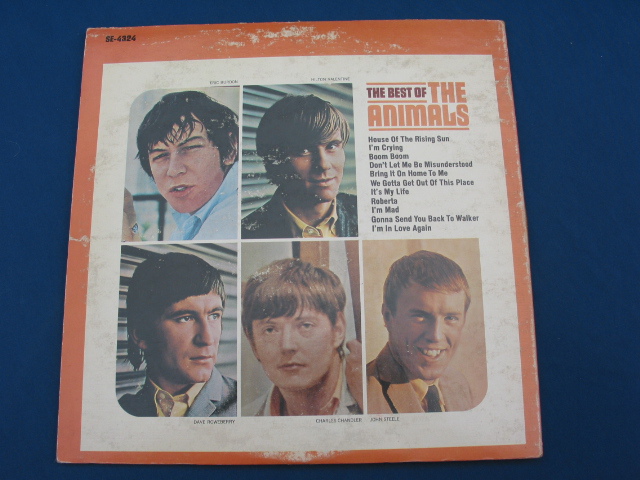 SE-4324
ERIC BURDON
HILTON VALENTINE
THE BEST OF THE
ANIMALS
House Of The Rising Sun
I'm Crying
Boom Boom
Don't Let Me Be Misunderstood
Bring It On Home To Me
We Gotta Get Out Of This Place
It's My Life
Roberta
I'm Mad
Gonna Send You Back To Walker
I'm In Love Again
DAVE ROWBERRY
CHARLES CHANDLER
JOHN STEELE